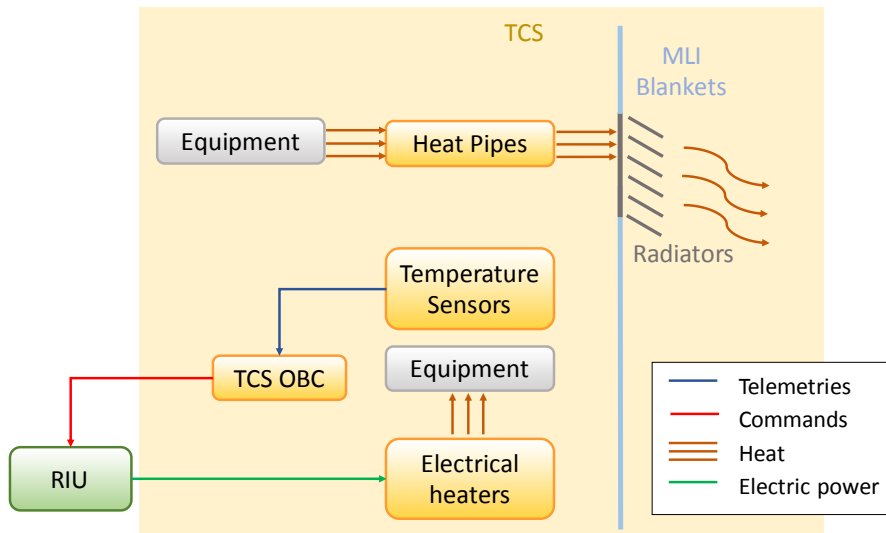 TCS
MLI
Blankets
Equipment
Heat Pipes
Radiators
Temperature
Sensors
TCS OBC
Equipment
RIU
Electrical
heaters
Telemetries
Commands
Heat
Electric power